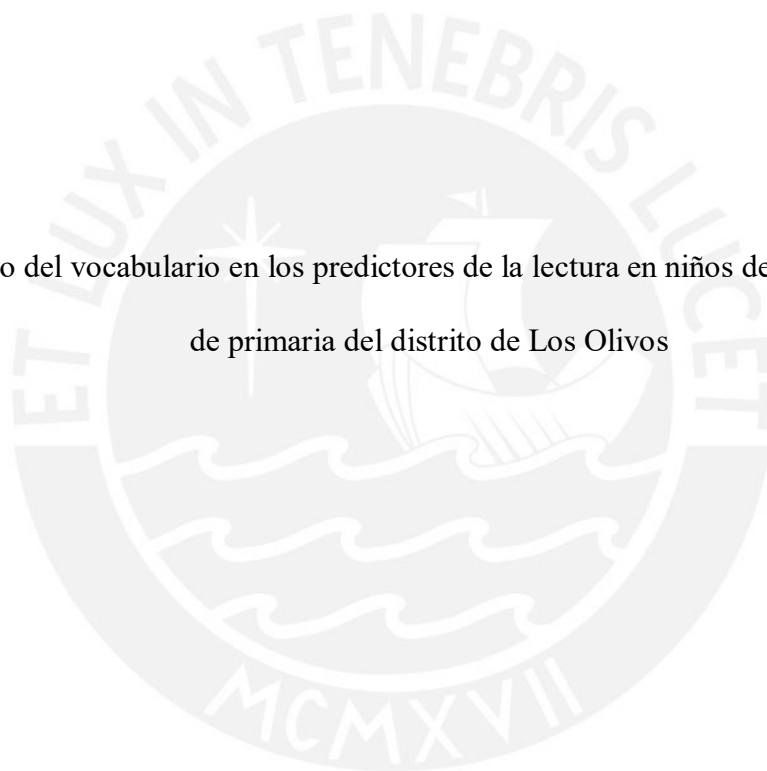 ET LUX IN TENEBRIS LUCET
del vocabulario en los predictores de la lectura en niños de
de primaria del distrito de Los Olivos
MCMXVII